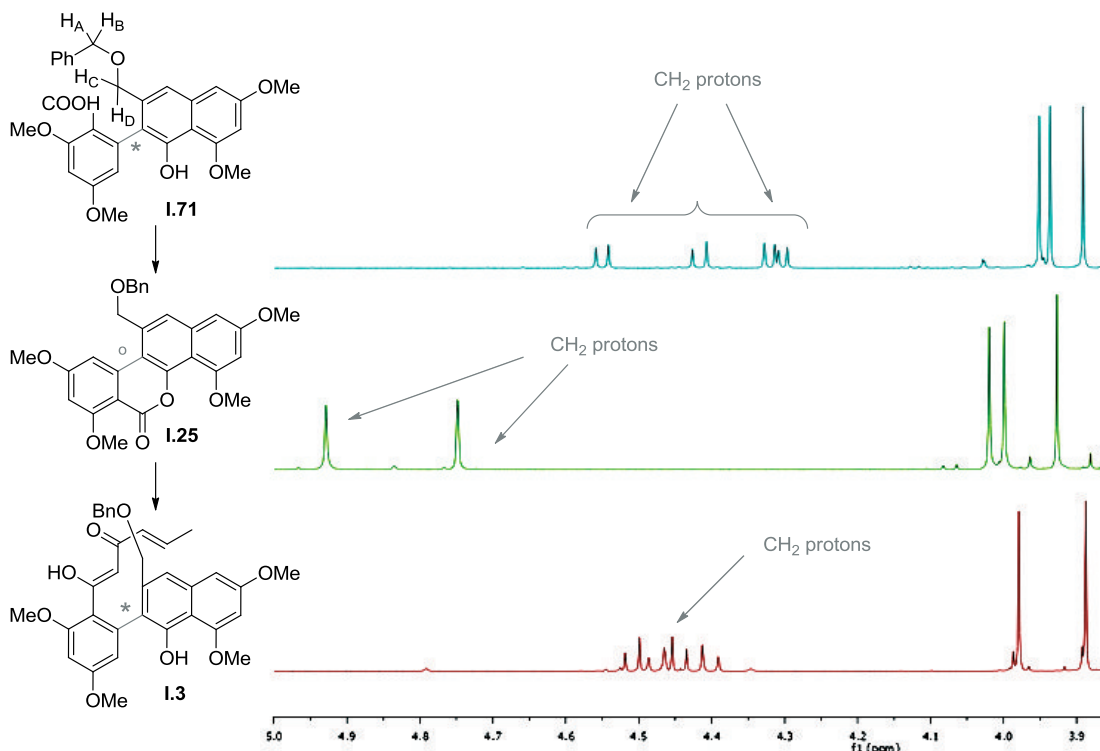 H_A H_B
Ph O
H_C
COOH H_D OMe
MeO
*
OH OMe
OMe
I.71
CH2 protons
OBn
OMe
MeO o
O OMe
OMe O
I.25
CH2 protons
BnO
O
HO
OMe
MeO *
OH OMe
OMe
I.3
CH2 protons
5.0 4.9 4.8 4.7 4.6 4.5 4.4 4.3 4.2 4.1 4.0 3.9
f1 (ppm)